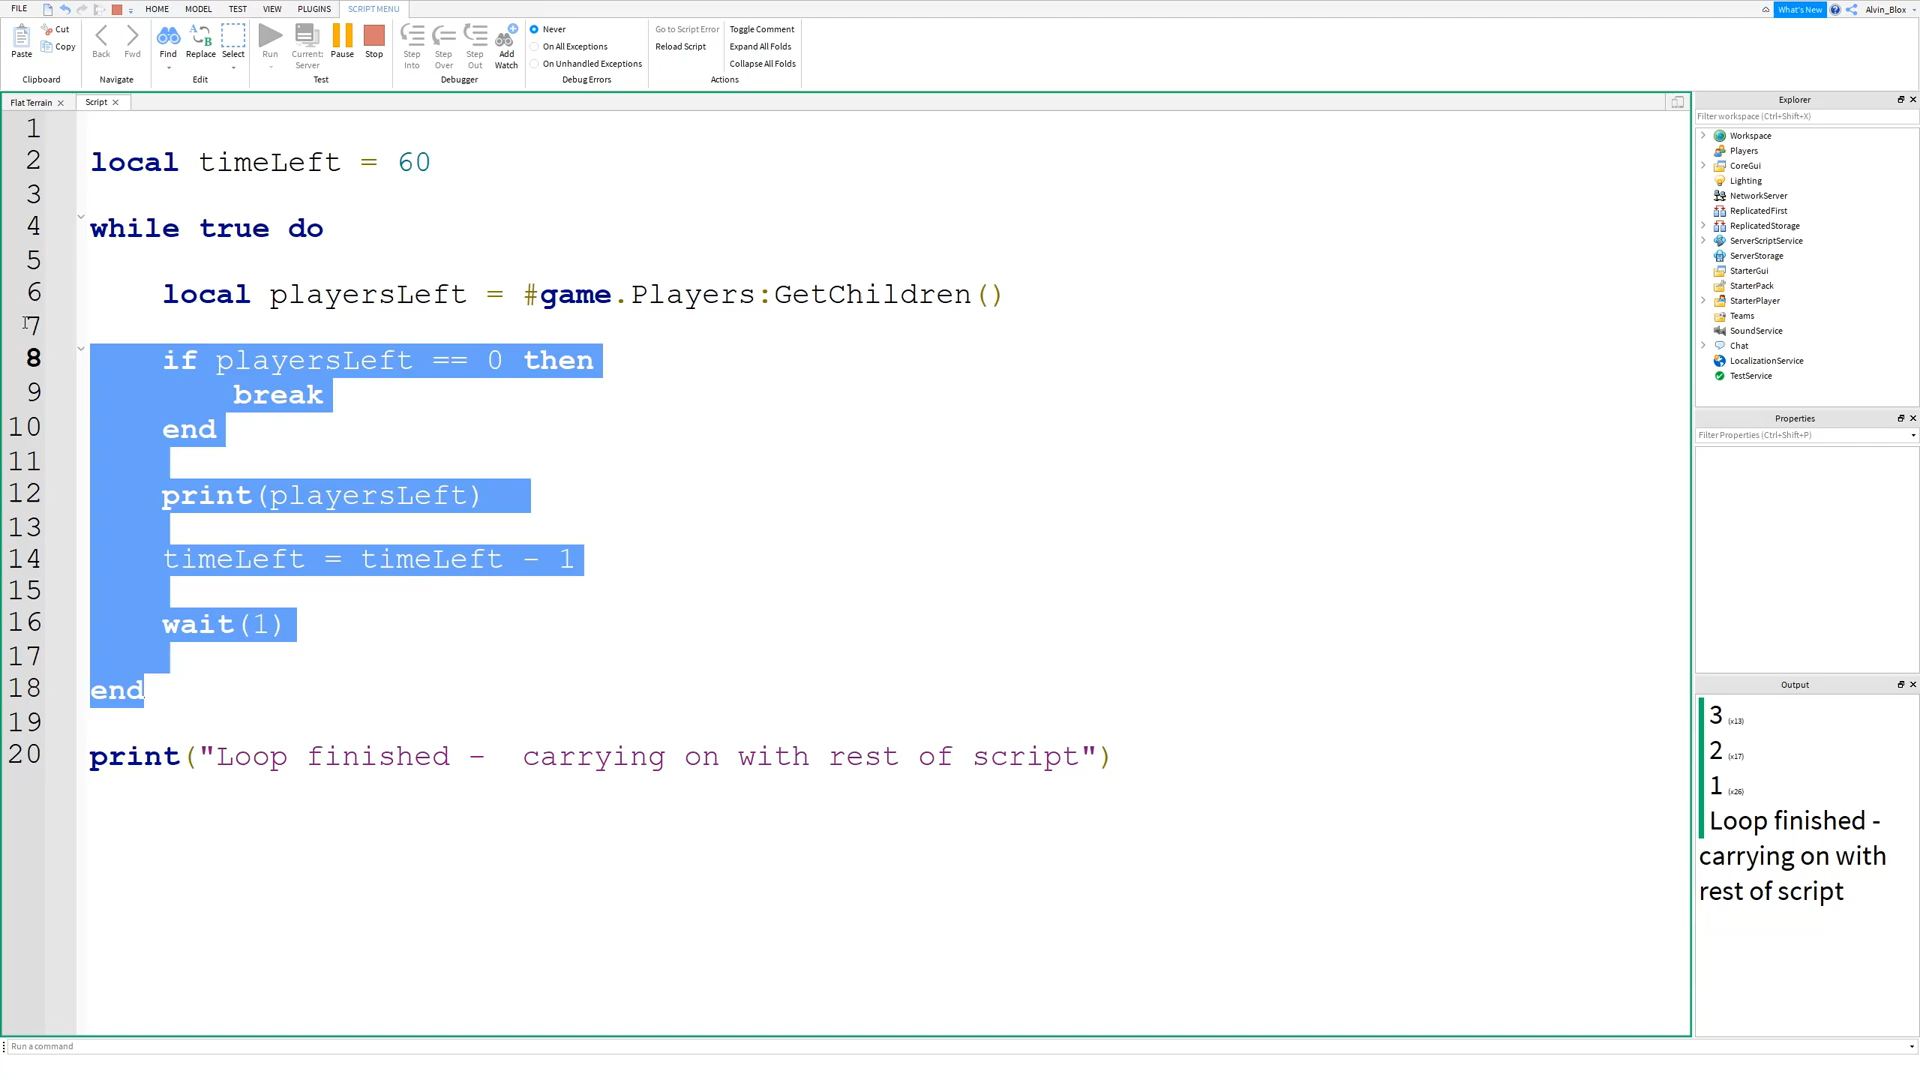 FILE HOME MODEL TEST VIEW PLUGINS SCRIPT MENU What's New Alvin_Blox
Paste Cut Copy Back Fwd Find Replace Select Run Current: Server Pause Stop Step Into Step Over Step Out Add Watch Never On All Exceptions On Unhandled Exceptions Go to Script Error Reload Script Toggle Comment Expand All Folds Collapse All Folds
Clipboard Navigate Edit Test Debugger Debug Errors Actions
Flat Terrain Script
1
2 local timeLeft = 60
3
4 while true do
5
6 local playersLeft = #game.Players:GetChildren()
7
8 if playersLeft == 0 then
9 break
10 end
11
12 print(playersLeft)
13
14 timeLeft = timeLeft - 1
15
16 wait(1)
17
18 end
19
20 print("Loop finished -  carrying on with rest of script")
Explorer
Filter workspace (Ctrl+Shift+X)
Workspace
Players
CoreGui
Lighting
NetworkServer
ReplicatedFirst
ReplicatedStorage
ServerScriptService
ServerStorage
StarterGui
StarterPack
StarterPlayer
Teams
SoundService
Chat
LocalizationService
TestService
Properties
Filter Properties (Ctrl+Shift+P)
Output
3 (x13)
2 (x17)
1 (x26)
Loop finished -
carrying on with
rest of script
Run a command